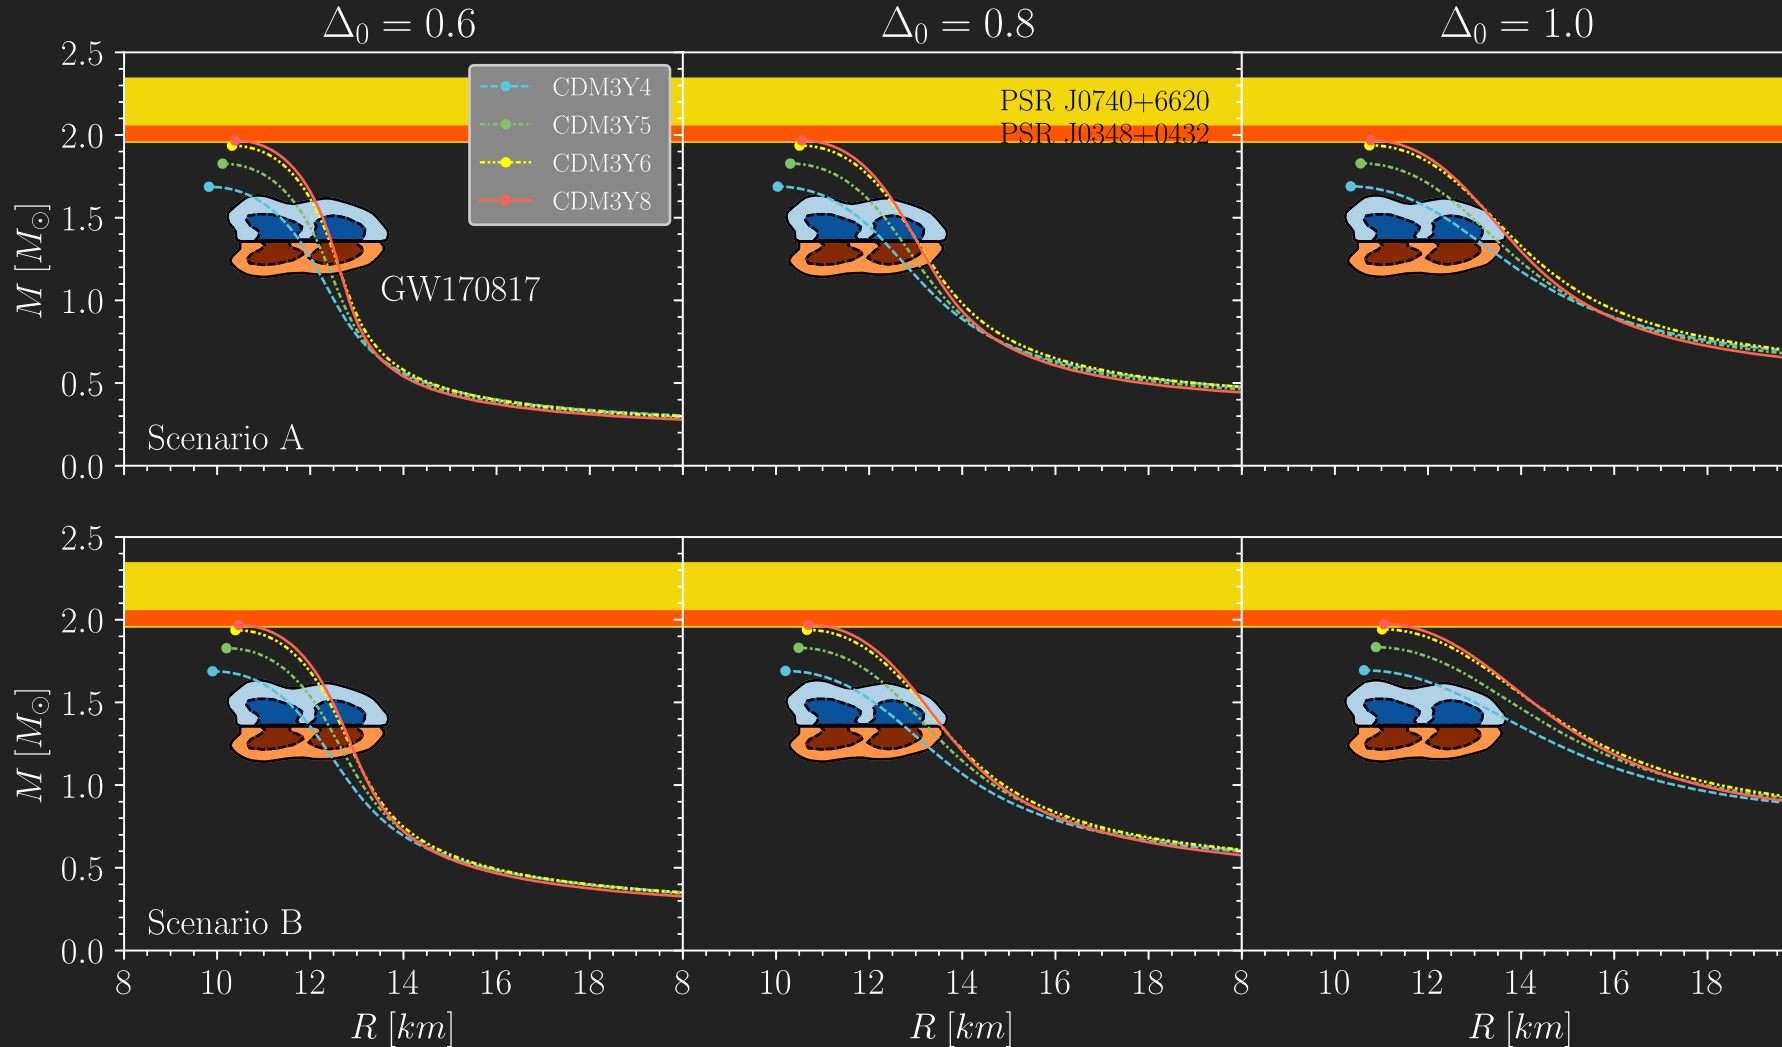 Δ₀ = 0.6
Δ₀ = 0.8
Δ₀ = 1.0
2.5
2.0
1.5
1.0
0.5
0.0
M [M⊙]
CDM3Y4
CDM3Y5
CDM3Y6
CDM3Y8
PSR J0740+6620
PSR J0348+0432
GW170817
Scenario A
2.5
2.0
1.5
1.0
0.5
0.0
M [M⊙]
Scenario B
8 10 12 14 16 18 8 10 12 14 16 18 8 10 12 14 16 18
R [km]
R [km]
R [km]